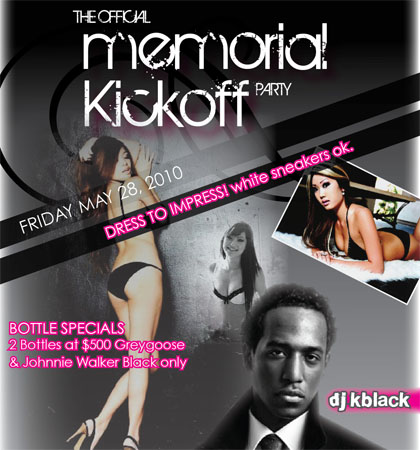 THE OFFICIAL
memorial
Kickoff PARTY
FRIDAY MAY 28, 2010
DRESS TO IMPRESS! white sneakers ok.
BOTTLE SPECIALS
2 Bottles at $500 Greygoose
& Johnnie Walker Black only
dj kblack